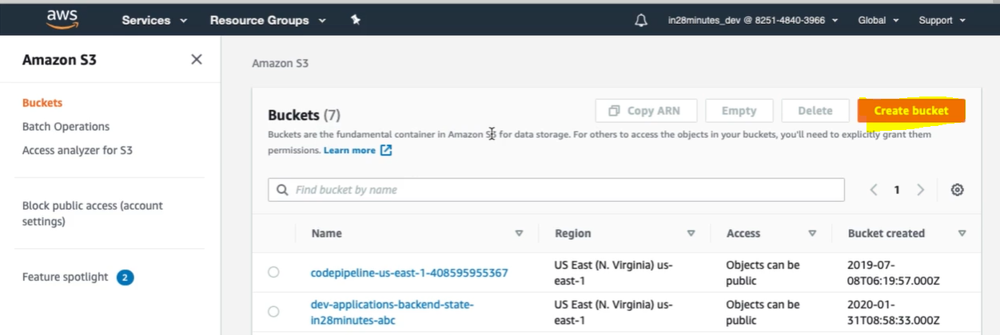 aws Services Resource Groups in28minutes_dev @ 8251-4840-3966 Global Support
Amazon S3
Buckets
Batch Operations
Access analyzer for S3
Block public access (account
settings)
Feature spotlight 2
Amazon S3
Buckets (7) Copy ARN Empty Delete Create bucket
Buckets are the fundamental container in Amazon S3 for data storage. For others to access the objects in your buckets, you'll need to explicitly grant them
permissions. Learn more
Find bucket by name 1
Name Region Access Bucket created
codepipeline-us-east-1-408595955367 US East (N. Virginia) us-east-1 Objects can be public 2019-07-08T06:19:57.000Z
dev-applications-backend-state-in28minutes-abc US East (N. Virginia) us-east-1 Objects can be public 2020-01-31T08:58:33.000Z